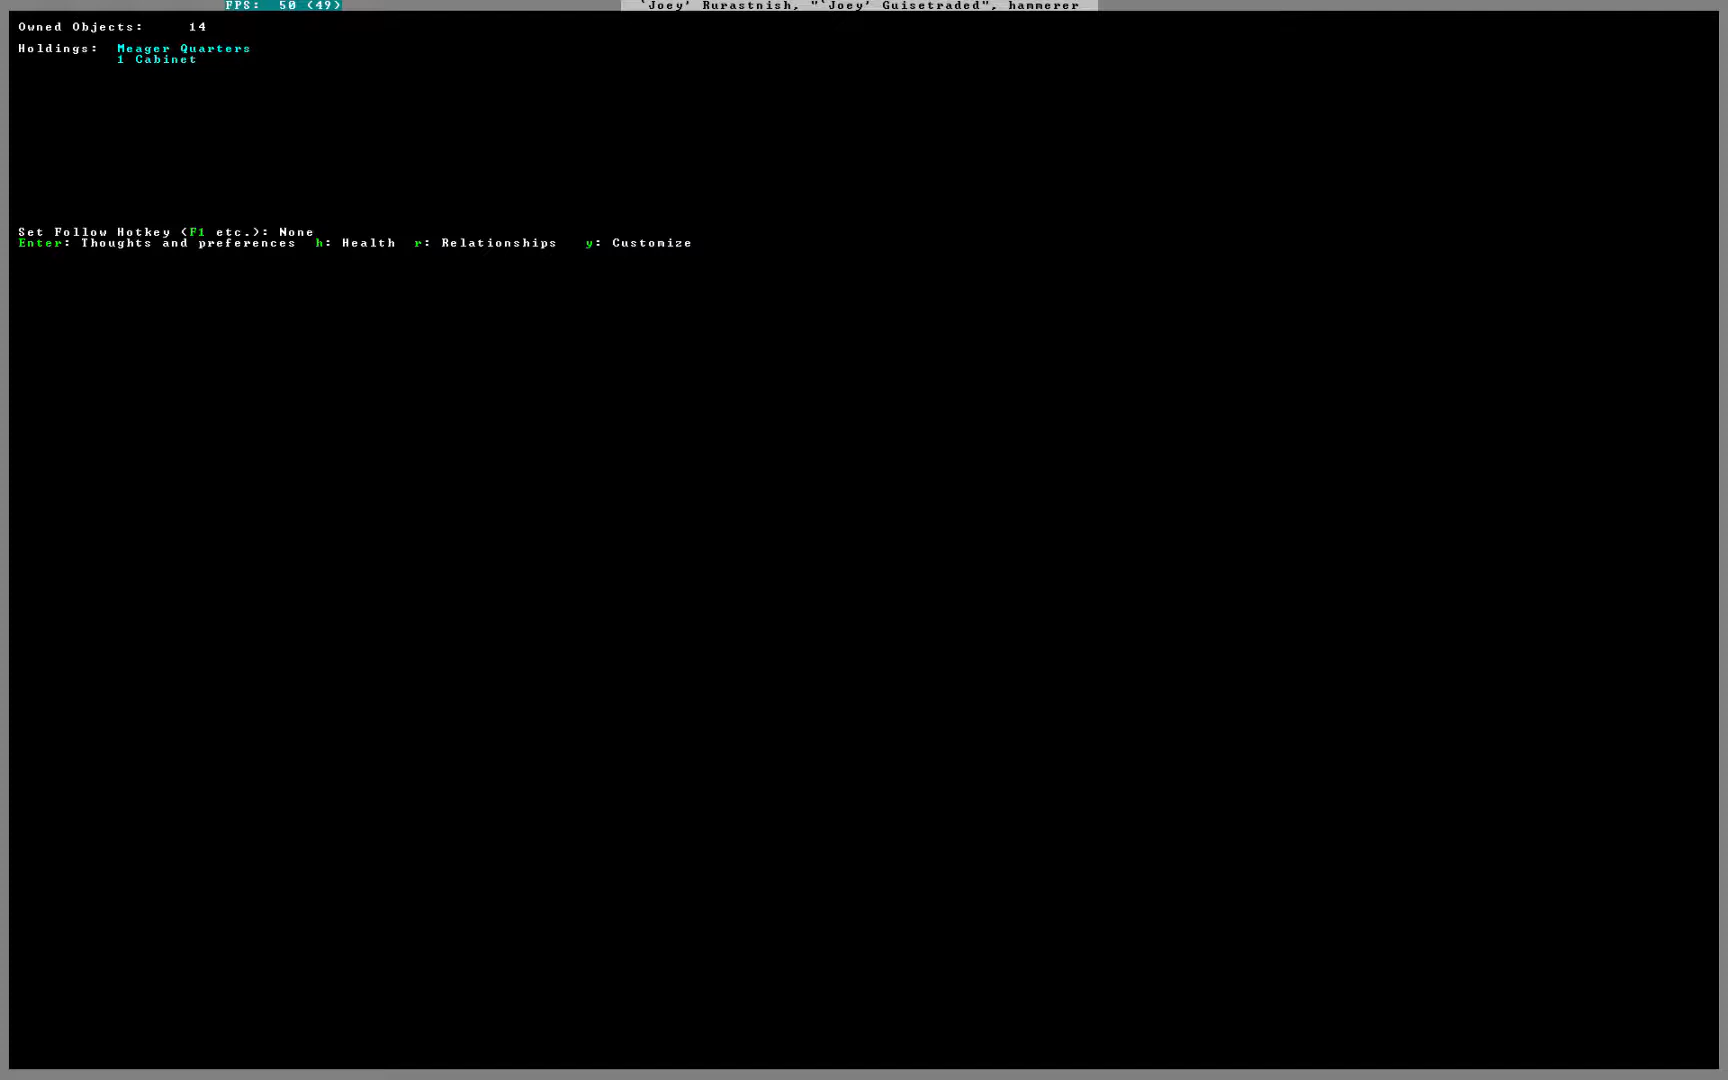 FPS: 50 (49)
`Joey' Rurastnish, "`Joey' Guisetraded", hammerer
Owned Objects: 14
Holdings: Meager Quarters
1 Cabinet
Set Follow Hotkey (F1 etc.): None
Enter: Thoughts and preferences h: Health r: Relationships y: Customize